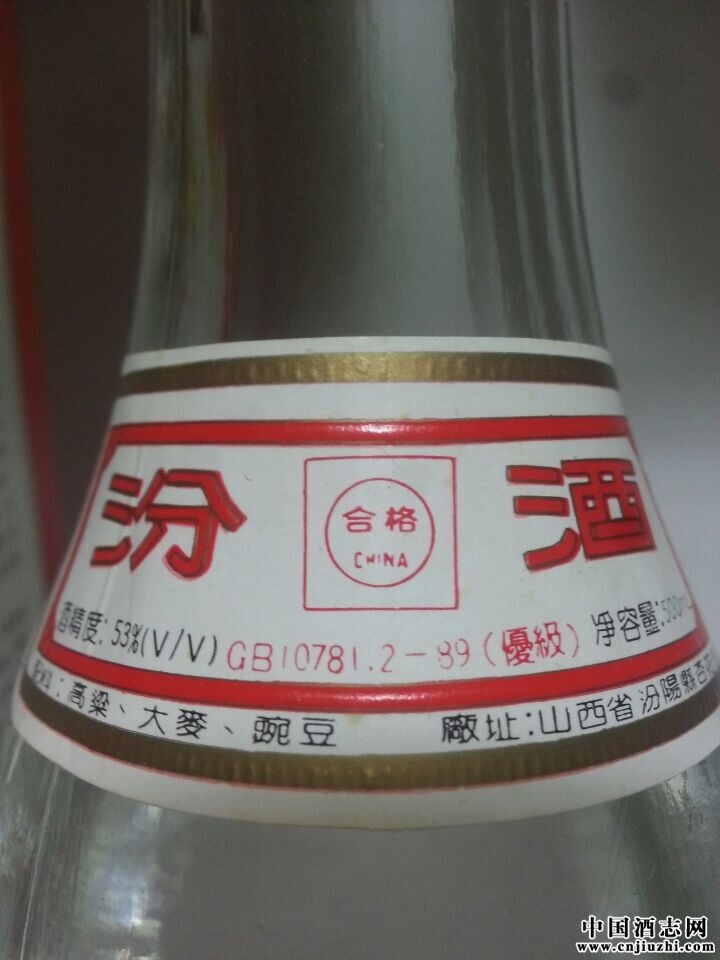 汾 酒
合格
CHINA
酒精度: 53%(V/V) GB10781.2-89(優級) 净容量:500m
:高粱、大麥、豌豆 廠址:山西省汾陽縣杏
中国酒志网
www.cnjiuzhi.com